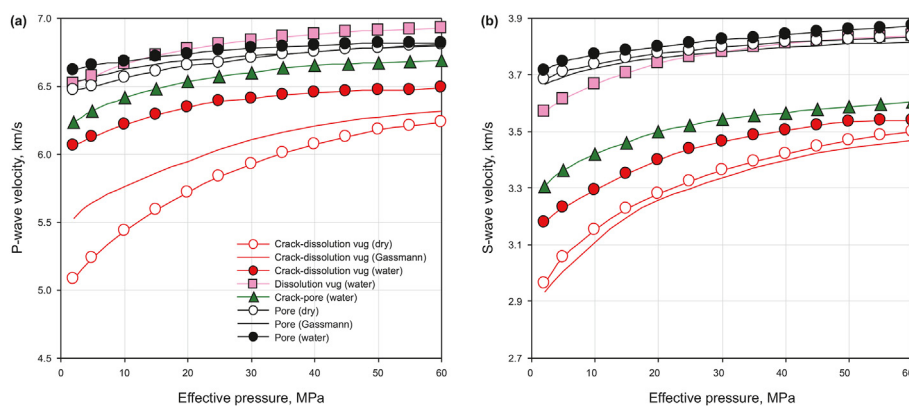 (a)
7.0
6.5
6.0
5.5
5.0
4.5
P-wave velocity, km/s
0 10 20 30 40 50 60
Effective pressure, MPa
Crack-dissolution vug (dry)
Crack-dissolution vug (Gassmann)
Crack-dissolution vug (water)
Dissolution vug (water)
Crack-pore (water)
Pore (dry)
Pore (Gassmann)
Pore (water)
(b)
3.9
3.7
3.5
3.3
3.1
2.9
2.7
S-wave velocity, km/s
0 10 20 30 40 50 60
Effective pressure, MPa